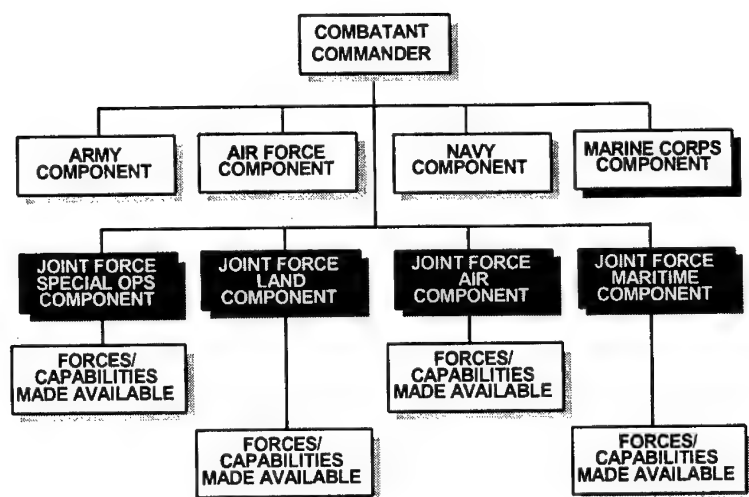 COMBATANT
COMMANDER
ARMY
COMPONENT
AIR FORCE
COMPONENT
NAVY
COMPONENT
MARINE CORPS
COMPONENT
JOINT FORCE
SPECIAL OPS
COMPONENT
JOINT FORCE
LAND
COMPONENT
JOINT FORCE
AIR
COMPONENT
JOINT FORCE
MARITIME
COMPONENT
FORCES/
CAPABILITIES
MADE AVAILABLE
FORCES/
CAPABILITIES
MADE AVAILABLE
FORCES/
CAPABILITIES
MADE AVAILABLE
FORCES/
CAPABILITIES
MADE AVAILABLE